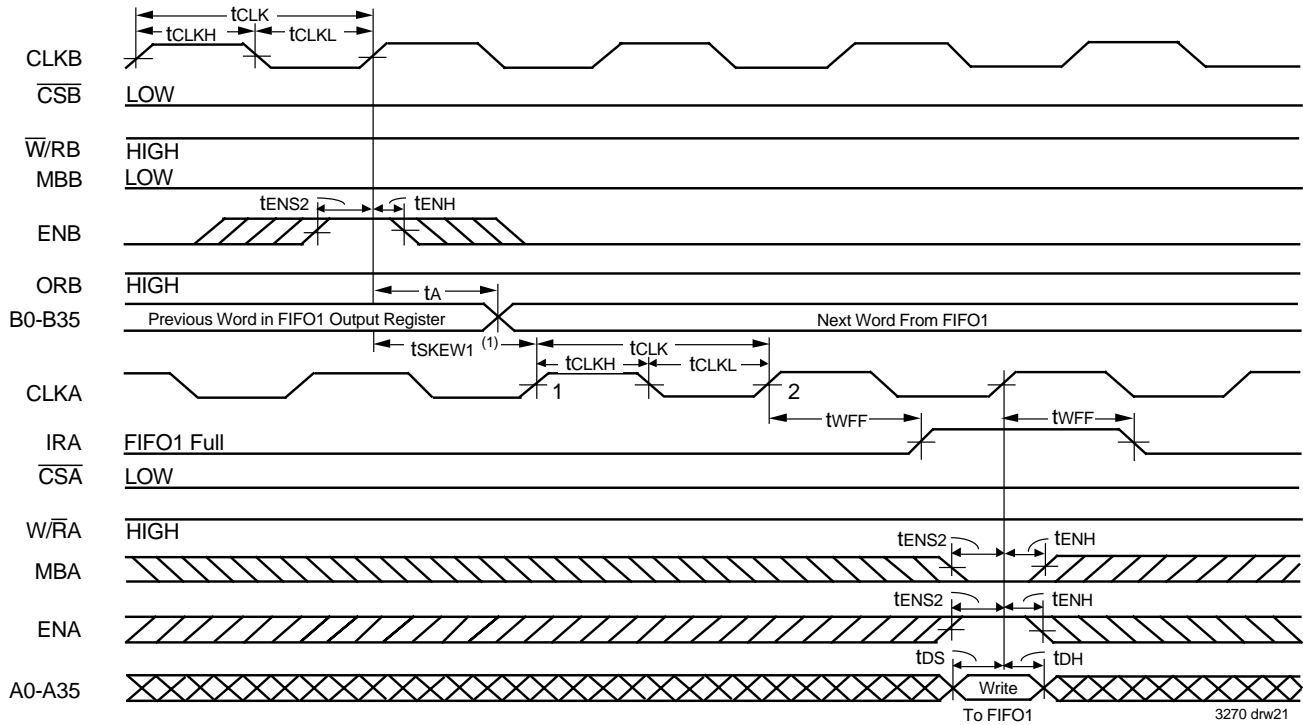 tCLK
tCLKH tCLKL
CLKB
CSB LOW
W/RB HIGH
MBB LOW
tENS2 tENH
ENB
ORB HIGH
tA
B0-B35 Previous Word in FIFO1 Output Register Next Word From FIFO1
tSKEW1 (1) tCLK
tCLKH tCLKL
CLKA 1 2
tWFF tWFF
IRA FIFO1 Full
CSA LOW
W/RA HIGH
tENS2 tENH
MBA
tENS2 tENH
ENA
tDS tDH
A0-A35 Write
To FIFO1 3270 drw21